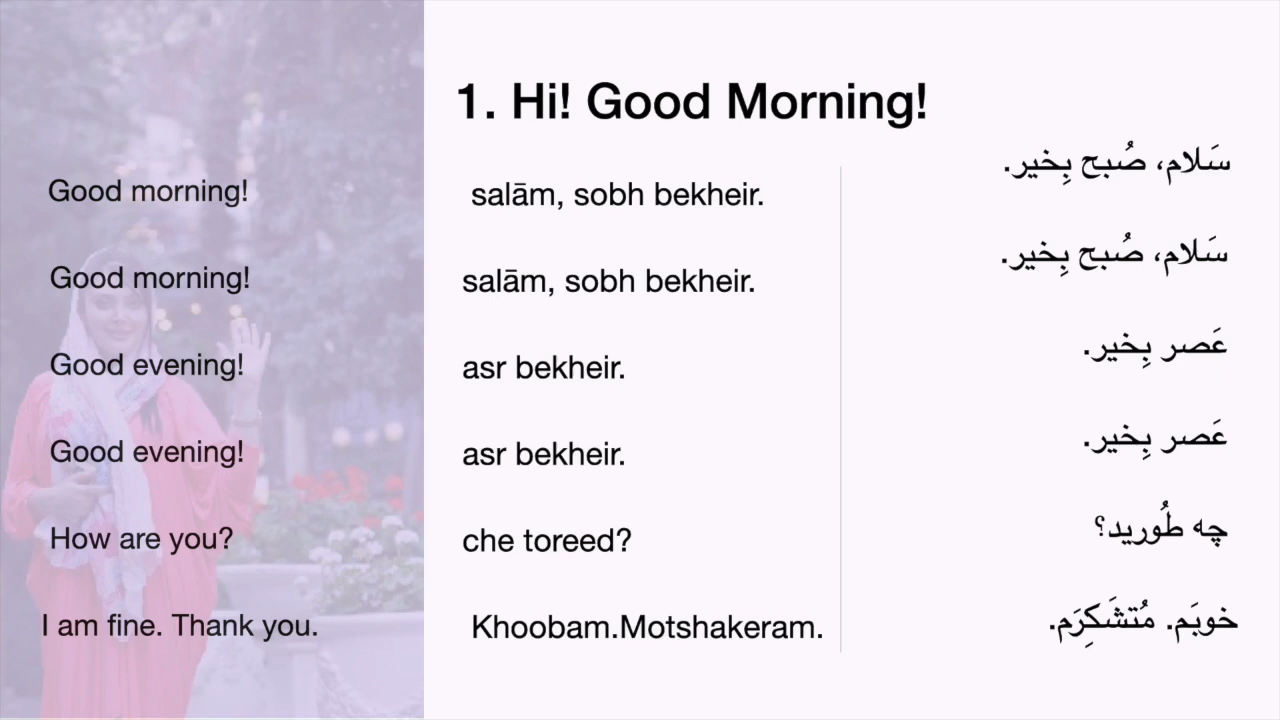 1. Hi! Good Morning!
Good morning!
salām, sobh bekheir.
سَلام، صُبح بِخیر.
Good morning!
salām, sobh bekheir.
سَلام، صُبح بِخیر.
Good evening!
asr bekheir.
عَصر بِخیر.
Good evening!
asr bekheir.
عَصر بِخیر.
How are you?
che toreed?
چه طُورید؟
I am fine. Thank you.
Khoobam.Motshakeram.
خوبَم. مُتشَکِرَم.